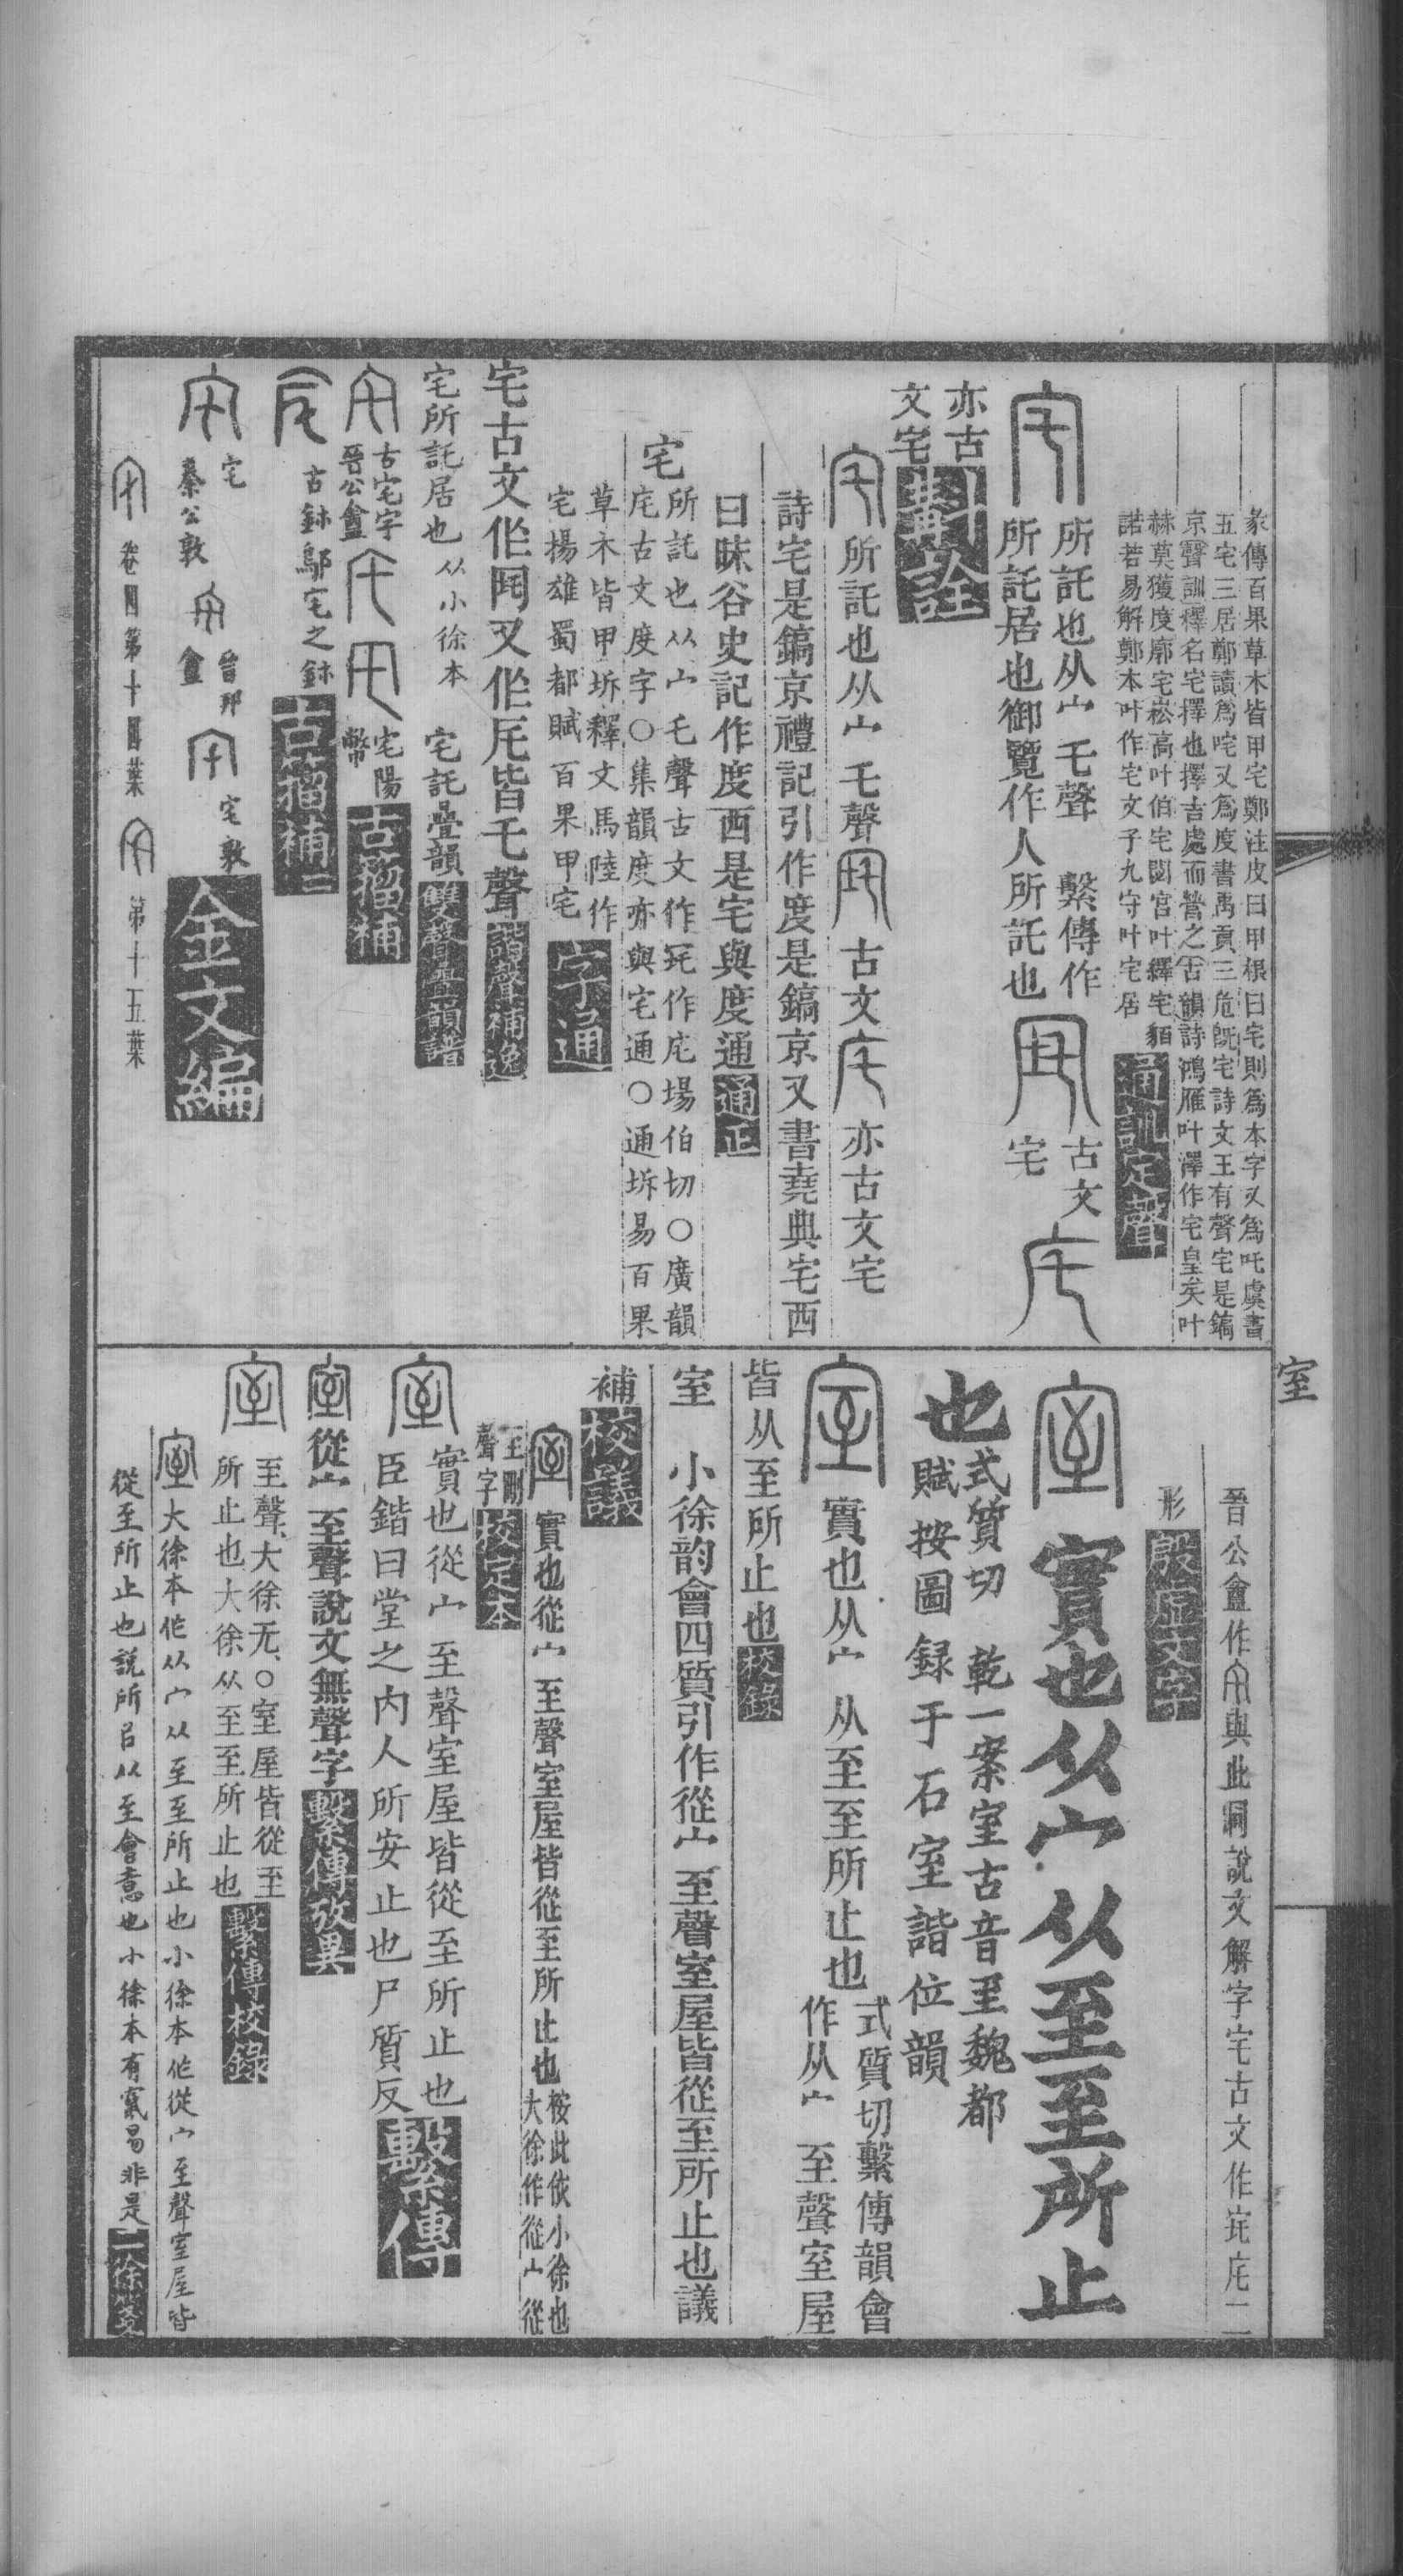 彖傳百果草木皆甲宅鄭注皮曰甲根曰宅則爲本字又爲吒虞書
五宅三居鄭讀爲咤又爲度書禹貢三危旣宅詩文王有聲宅是鎬
京聲訓釋名宅擇也擇吉處而營之古韻詩鴻雁叶澤作宅皇矣叶
赫莫獲度廓宅崧高叶伯宅閟宮叶繹宅貊
諾若易解鄭本叶作宅文子九守叶宅居
通訓定聲
所託也从宀乇聲 繫傳作
所託居也御覽作人所託也
古文
宅
亦古
文宅
斠詮
所託也从宀乇聲
古文
亦古文宅
詩宅是鎬京禮記引作度是鎬京又書堯典宅西
曰昧谷史記作度西是宅與度通
通正
宅
所託也从宀乇聲古文作㡯作庑場伯切○廣韻
古文度字○集韻度亦與宅通○通坼易百果
草木皆甲坼釋文馬陸作
宅揚雄蜀都賦百果甲宅
字通
宅古文作又作皆乇聲
諧聲補逸
宅所託居也从小徐本 宅託疊韻
雙聲疊韻譜
古宅字
晉公盦
宅陽
幣
古籀補
古鉢鄔宅之鉢
古籀補二
宅
秦公敦
晉邦
盦
宅敦
金文編
卷四第十四葉
第十五葉
室
晉公盦作與此同說文解字宅古文作二
形
殷虛文字
室
實也从宀从至至所止
也
式質切 乾一案室古音至魏都
賦按圖録于石室諧位韻
室
實也从宀从至至所止也
式質切繫傳韻會
作从宀至聲室屋
皆从至所止也
校錄
室 小徐韵會四質引作從宀至聲室屋皆從至所止也議
補
校議
室
實也從宀至聲室屋皆從至所止也
桉此依小徐也
大徐作從宀從
至刪
聲字
校定本
室
實也從宀至聲室屋皆從至所止也
臣鍇曰堂之內人所安止也尸質反
繫傳
室
從宀至聲說文無聲字
繫傳攷異
室
至聲大徐无○室屋皆從至
所止也大徐从至至所止也
繫傳校錄
室
大徐本作从宀从至至所止也小徐本作從宀至聲室屋皆
從至所止也說所㠯从至會意也小徐本有竄易非是
二徐箋